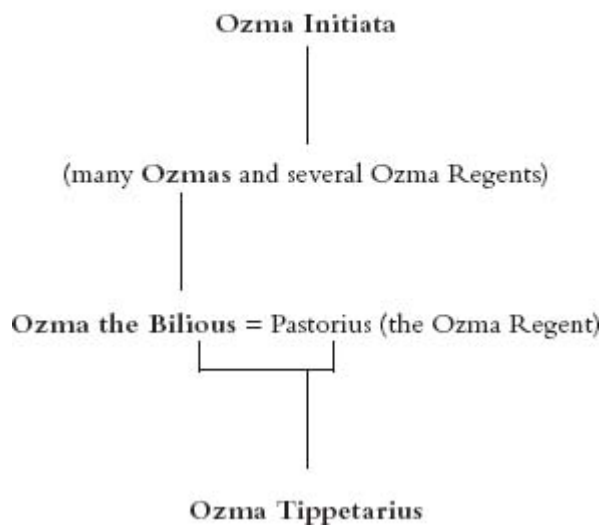 Ozma Initiata
(many Ozmas and several Ozma Regents)
Ozma the Bilious = Pastorius (the Ozma Regent)
Ozma Tippetarius